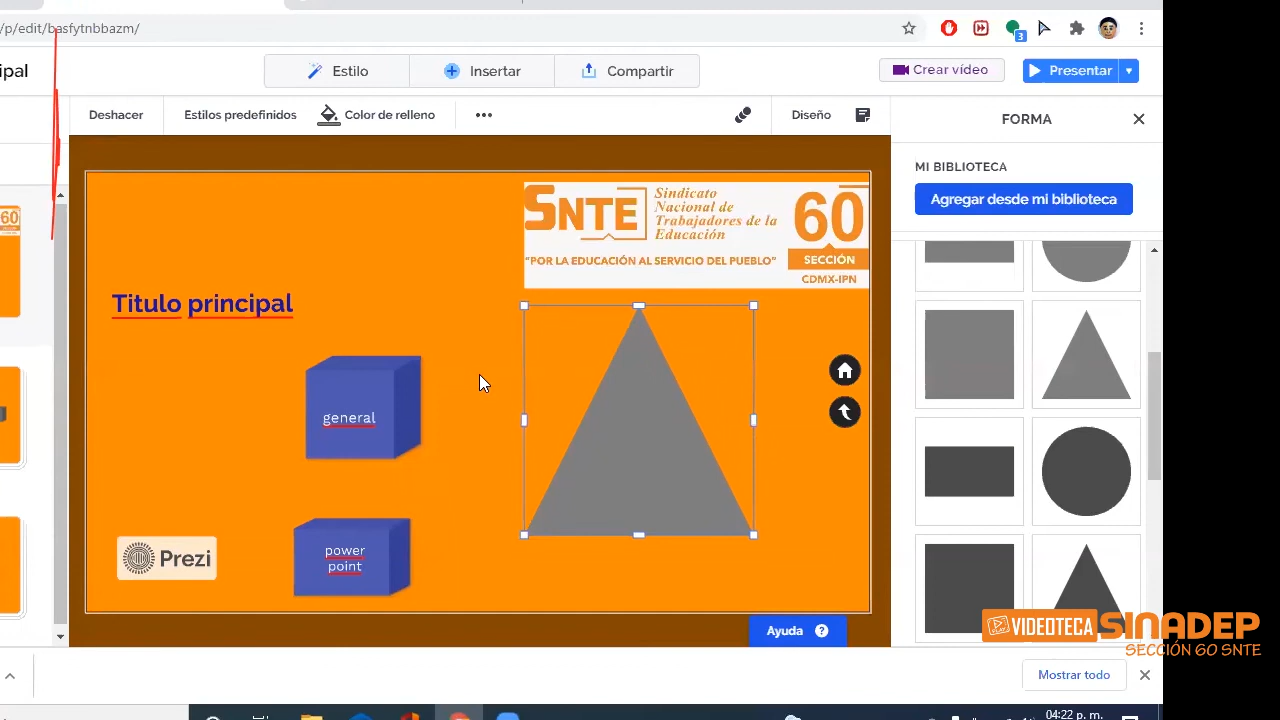 /p/edit/basfytnbbazm/
3
ipal
Estilo
Insertar
Compartir
Crear vídeo
Presentar
Deshacer
Estilos predefinidos
Color de relleno
Diseño
FORMA
MI BIBLIOTECA
Agregar desde mi biblioteca
60
SNTE
Sindicato
Nacional de
Trabajadores de la
Educación
60
SECCIÓN
CDMX-IPN
"POR LA EDUCACIÓN AL SERVICIO DEL PUEBLO"
Titulo principal
general
power
point
Prezi
Ayuda ?
VIDEOTECA SINADEP
SECCIÓN 60 SNTE
Mostrar todo
04:22 p. m.